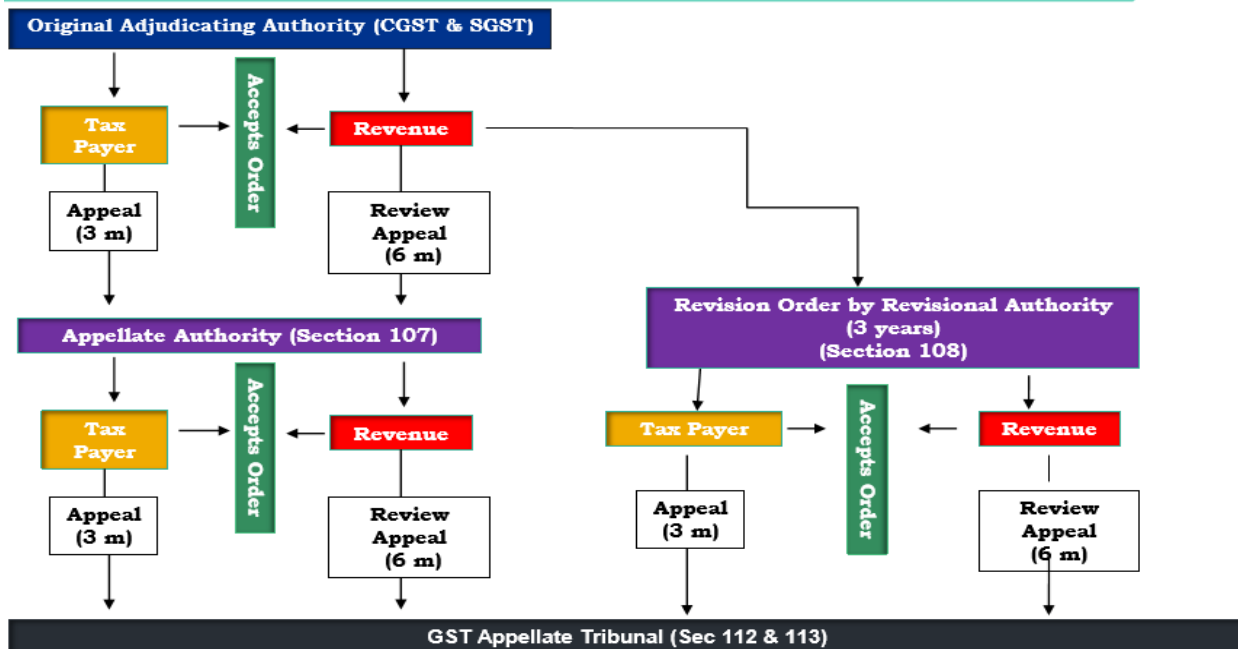 Original Adjudicating Authority (CGST & SGST)
Tax
Payer
Accepts Order
Revenue
Appeal
(3 m)
Review
Appeal
(6 m)
Appellate Authority (Section 107)
Revision Order by Revisional Authority
(3 years)
(Section 108)
Tax
Payer
Accepts Order
Revenue
Tax Payer
Accepts Order
Revenue
Appeal
(3 m)
Review
Appeal
(6 m)
Appeal
(3 m)
Review
Appeal
(6 m)
GST Appellate Tribunal (Sec 112 & 113)